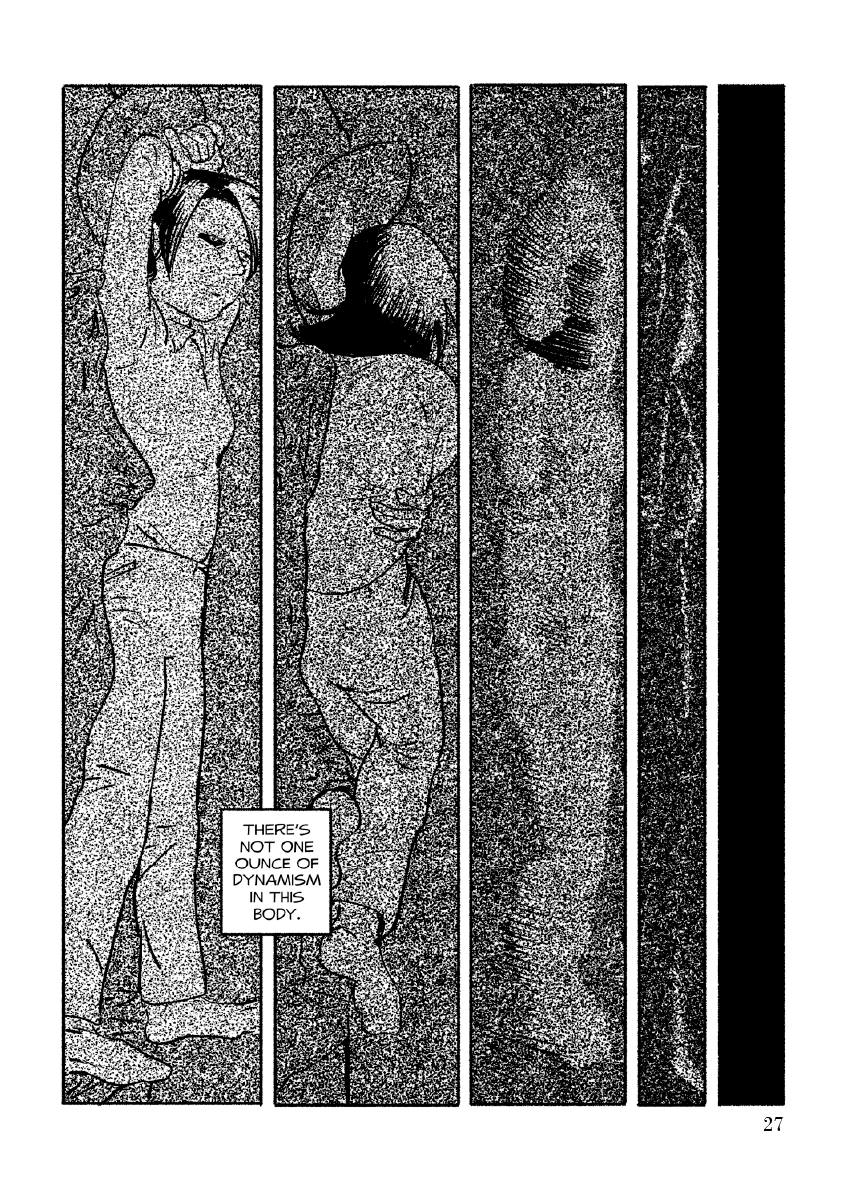 THERE'S
NOT ONE
OUNCE OF
DYNAMISM
IN THIS
BODY.
27